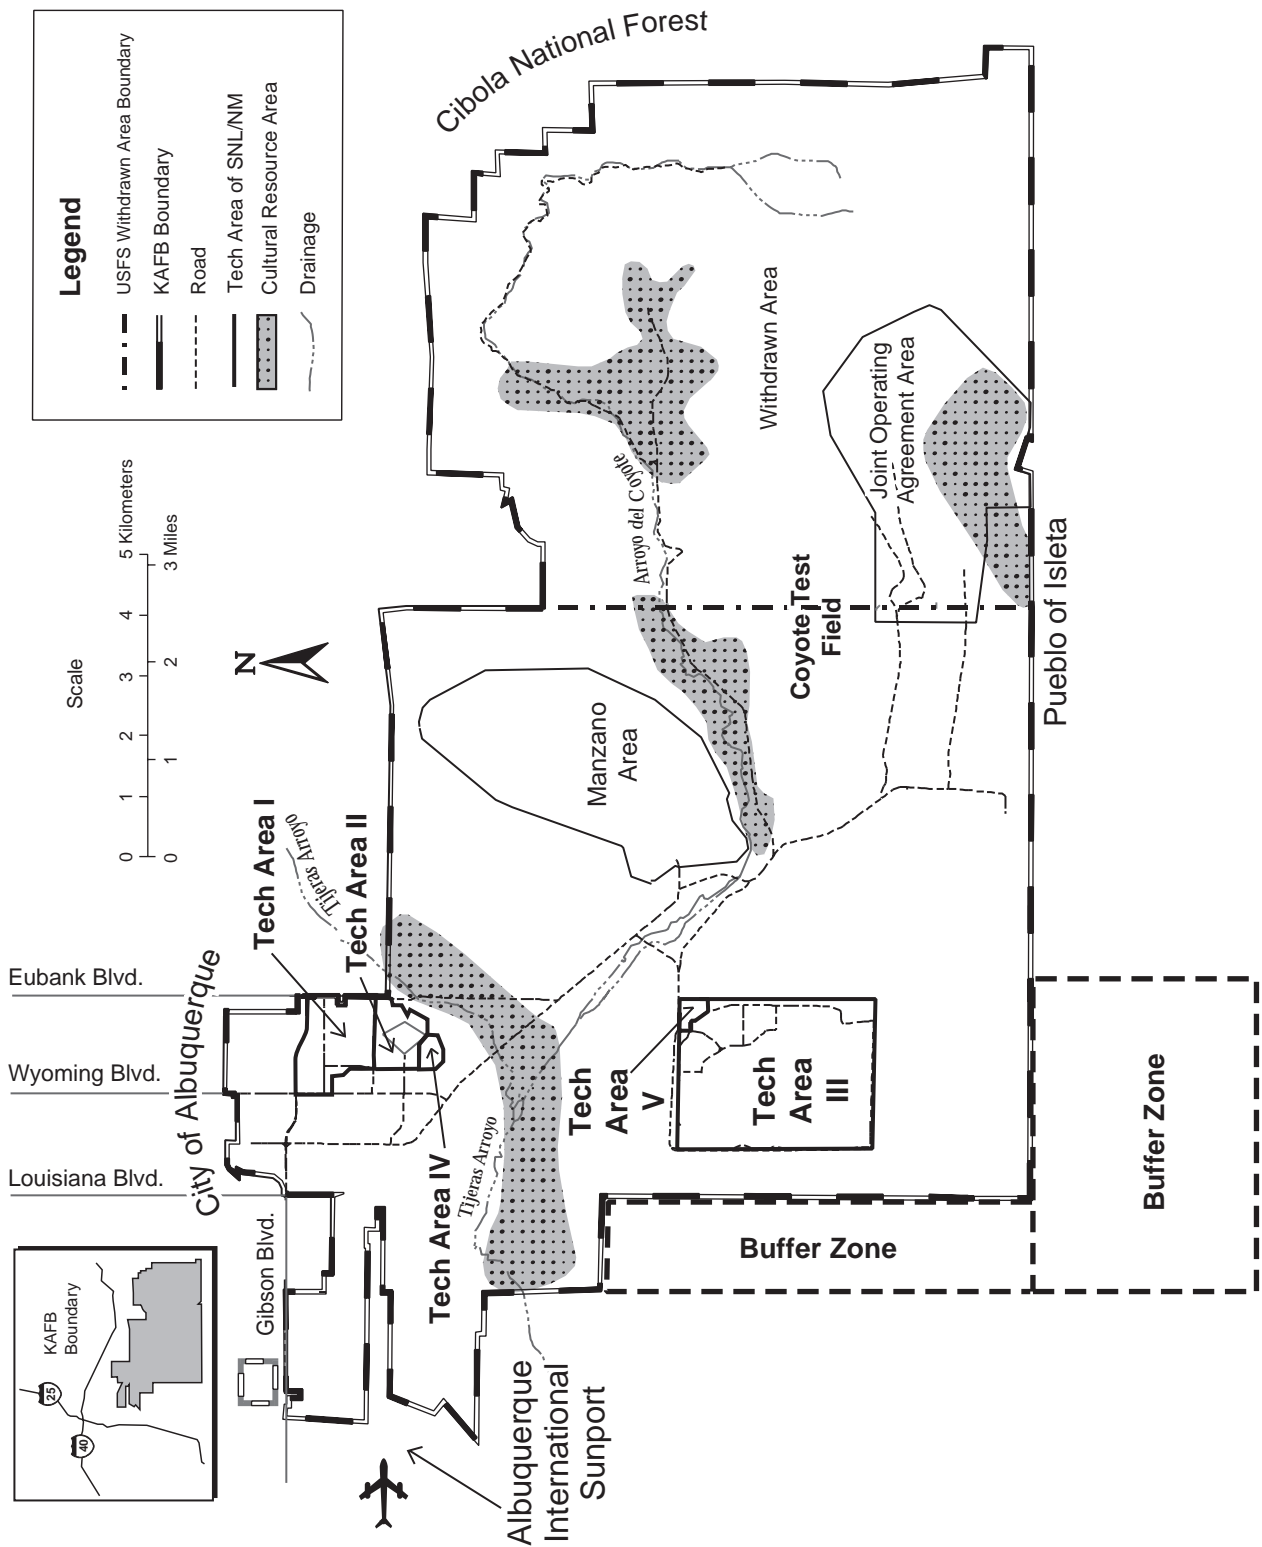 Legend
USFS Withdrawn Area Boundary
KAFB Boundary
Road
Tech Area of SNL/NM
Cultural Resource Area
Drainage
Scale
0 1 2 3 4 5 Kilometers
0 1 2 3 Miles
N
KAFB
Boundary
25
40
Louisiana Blvd.
Wyoming Blvd.
Eubank Blvd.
Gibson Blvd.
City of Albuquerque
Cibola National Forest
Tijeras Arroyo
Tech Area I
Tech Area II
Tech Area IV
Tijeras Arroyo
Albuquerque
International
Sunport
Manzano
Area
Arroyo del Coyote
Withdrawn Area
Tech
Area
V
Tech
Area
III
Coyote Test
Field
Joint Operating
Agreement Area
Buffer Zone
Buffer Zone
Pueblo of Isleta